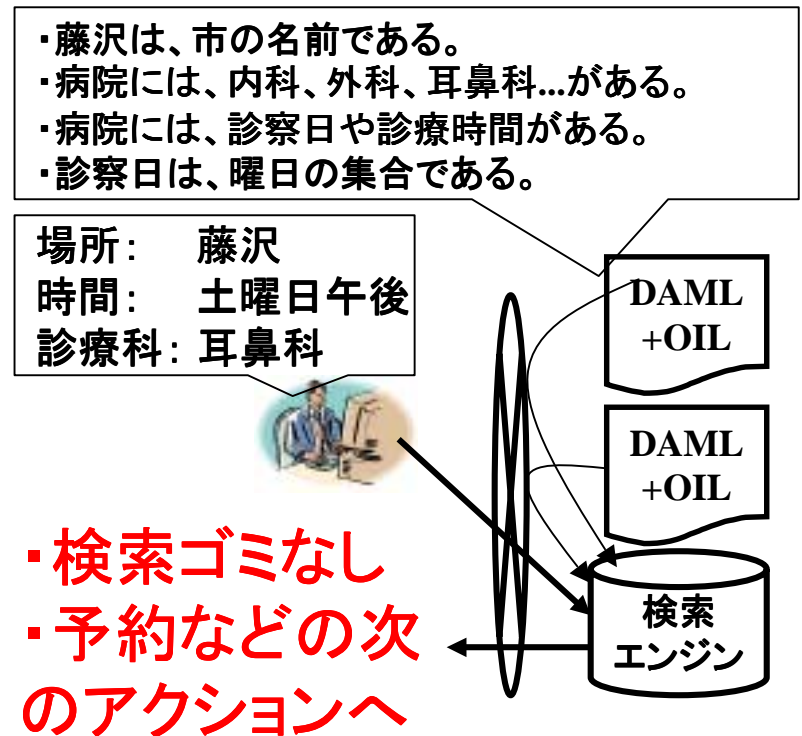 ・藤沢は、市の名前である。
・病院には、内科、外科、耳鼻科...がある。
・病院には、診察日や診療時間がある。
・診察日は、曜日の集合である。
場所： 藤沢
時間： 土曜日午後
診療科： 耳鼻科
DAML
+OIL
DAML
+OIL
検索
エンジン
・検索ゴミなし
・予約などの次
のアクションへ